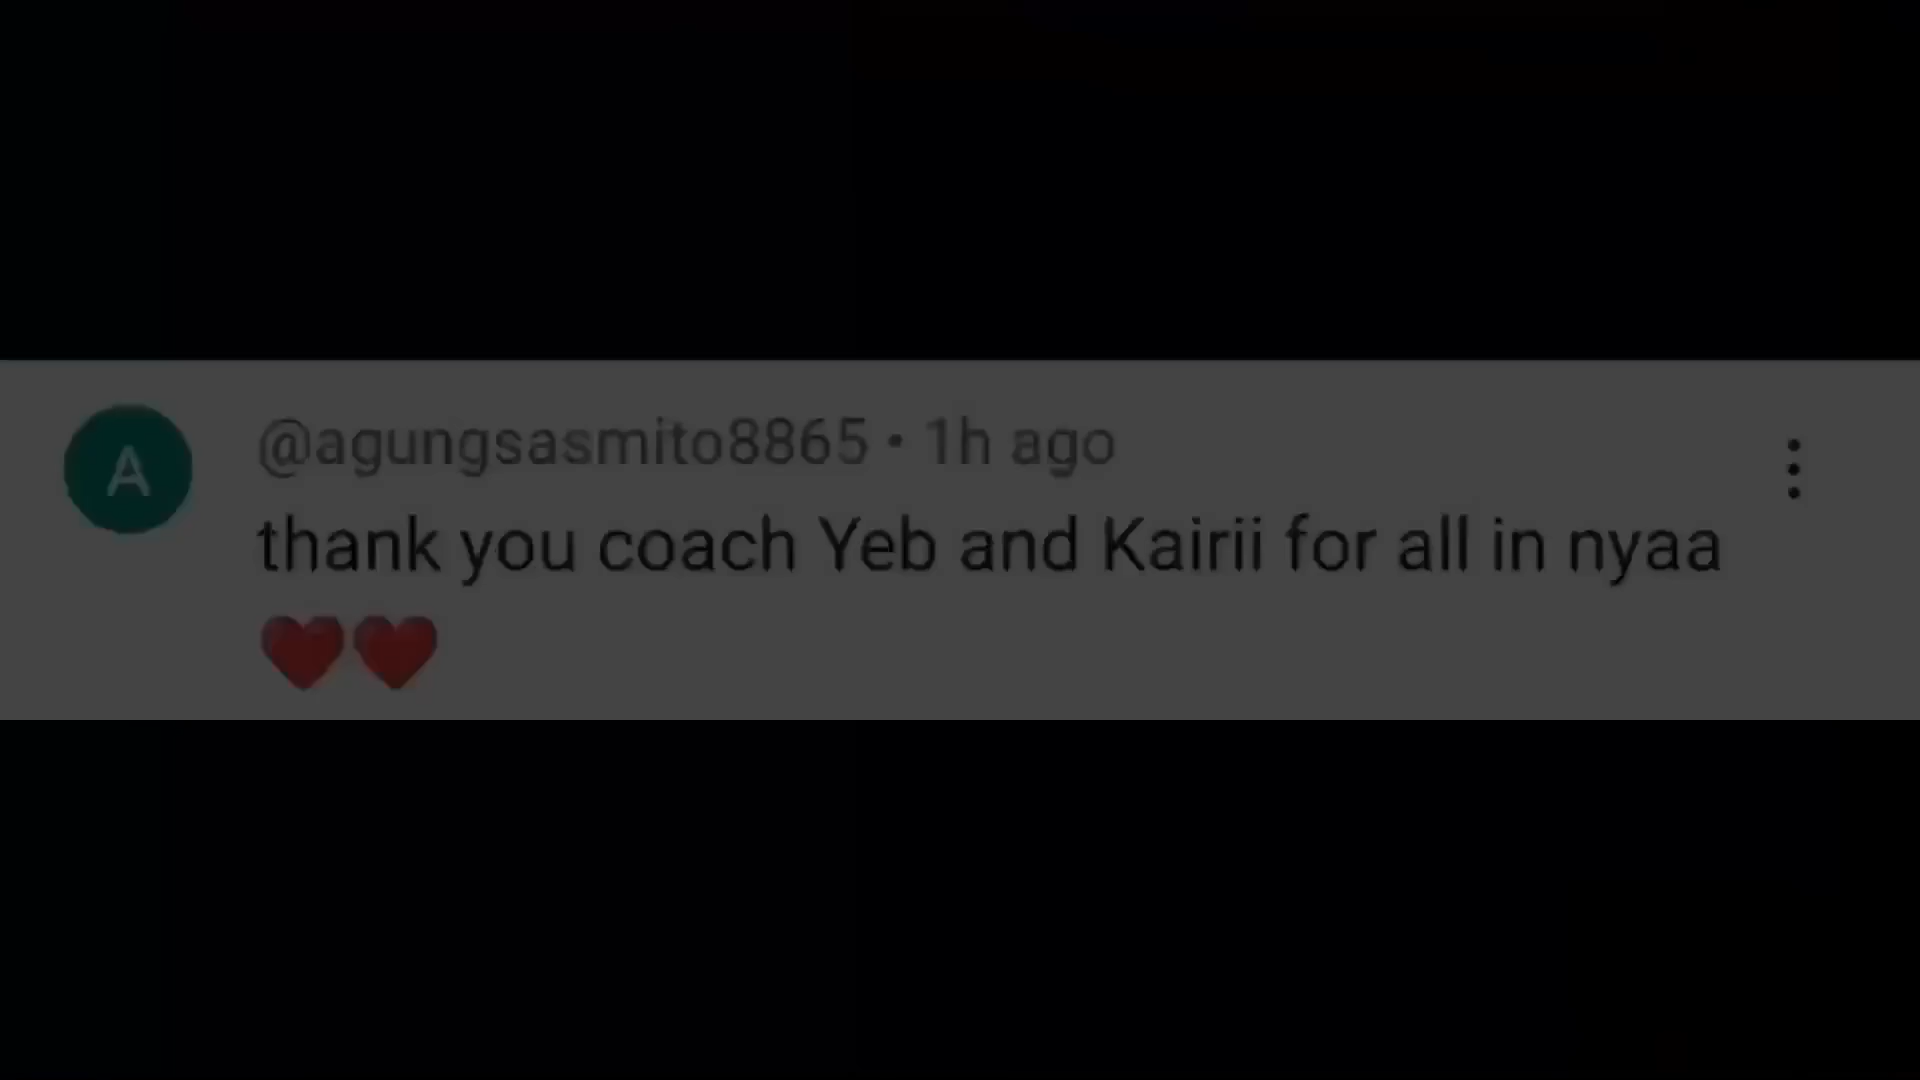 A
@agungsasmito8865 • 1h ago
thank you coach Yeb and Kairii for all in nyaa
❤️❤️